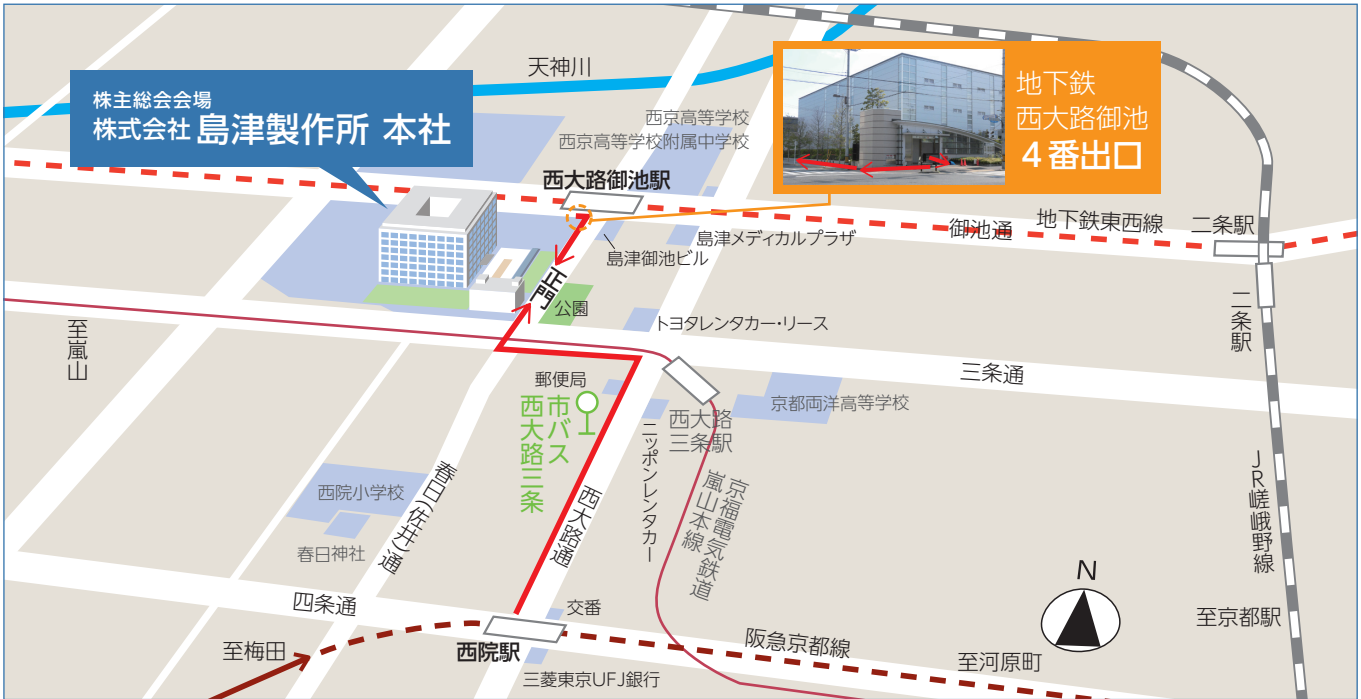 天神川
株主総会会場
株式会社 島津製作所 本社
地下鉄
西大路御池
4番出口
西京高等学校
西京高等学校附属中学校
西大路御池駅
御池通
地下鉄東西線
二条駅
島津メディカルプラザ
島津御池ビル
正門
公園
二条駅
トヨタレンタカー・リース
至嵐山
三条通
郵便局
市バス
西大路三条
京都両洋高等学校
西大路
三条駅
ニッポンレンタカー
京福電気鉄道
嵐山本線
JR嵯峨野線
春日(佐井)通
西院小学校
西大路通
春日神社
N
四条通
交番
至京都駅
阪急京都線
至梅田
西院駅
至河原町
三菱東京UFJ銀行